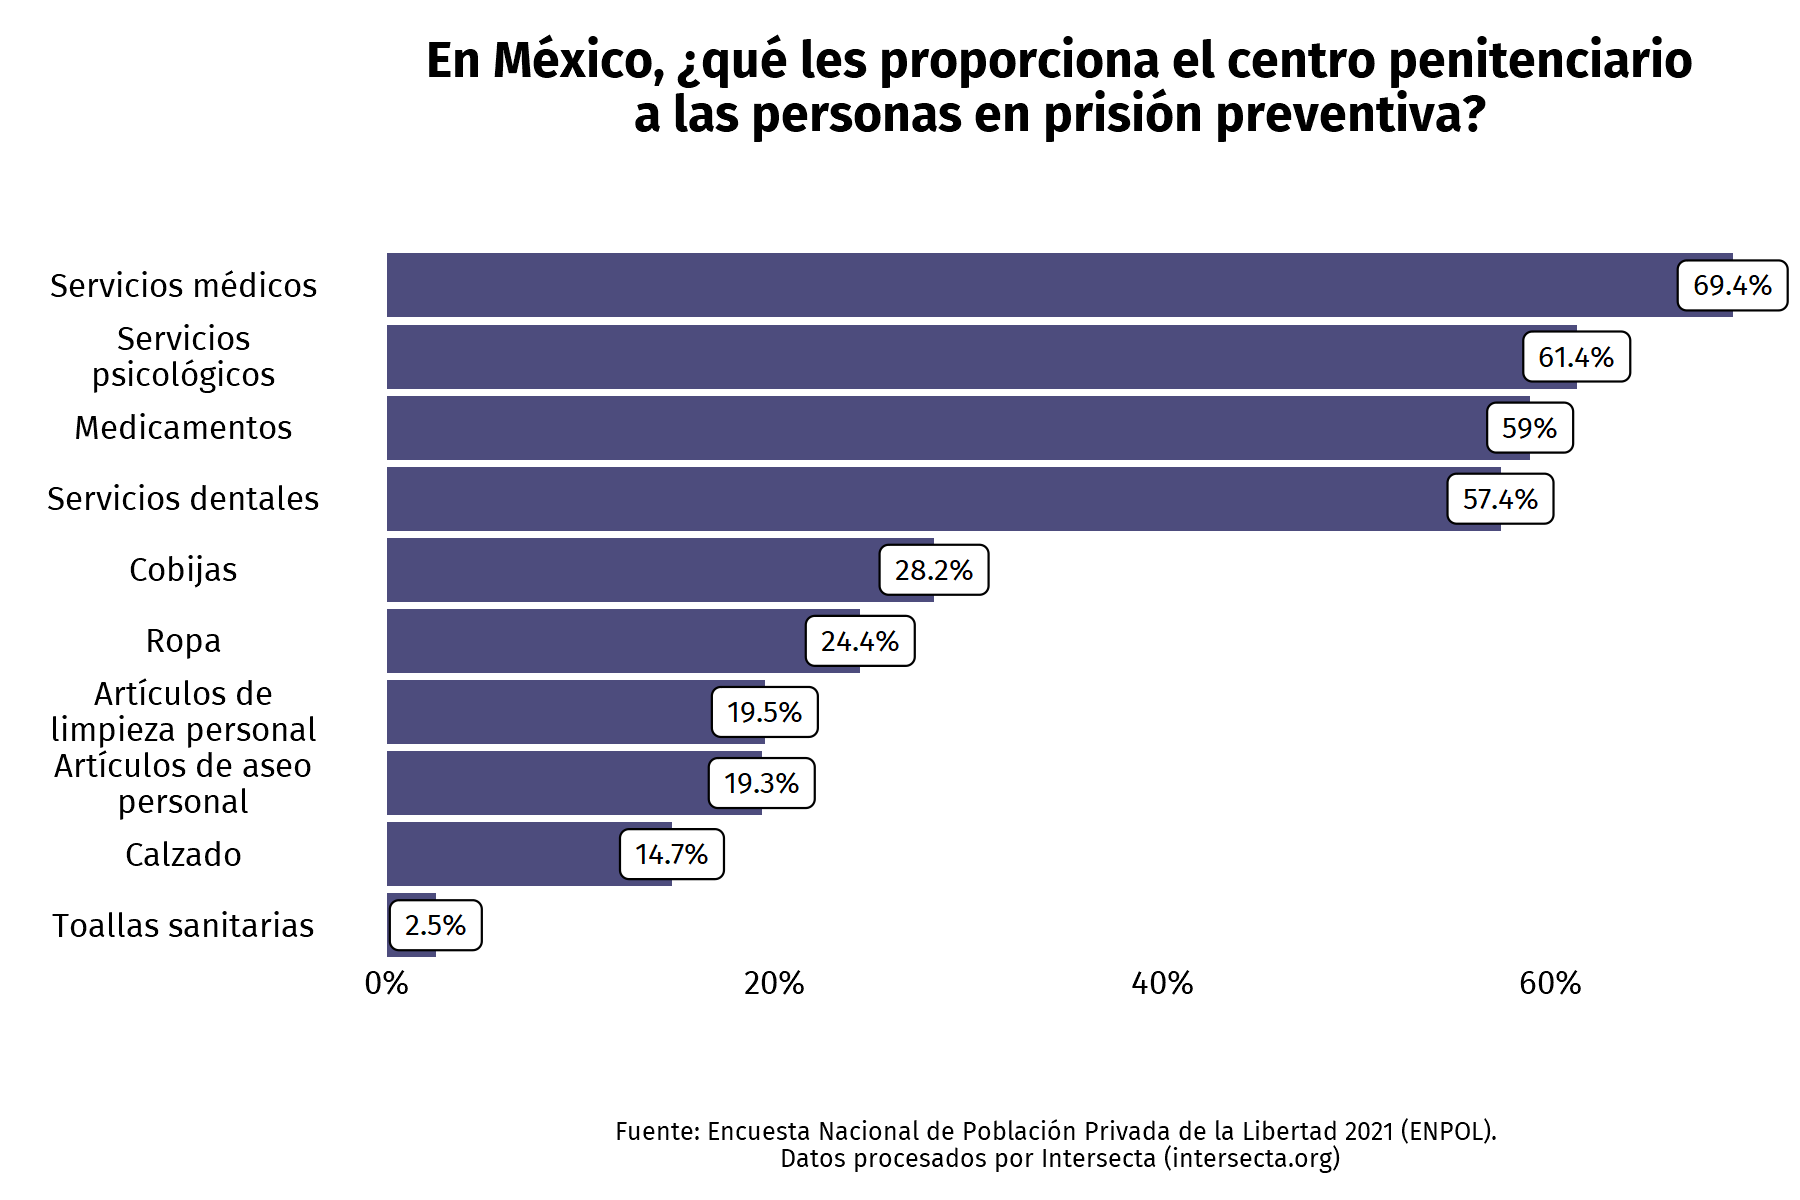 En México, ¿qué les proporciona el centro penitenciario
a las personas en prisión preventiva?
Servicios médicos
69.4%
Servicios
psicológicos
61.4%
Medicamentos
59%
Servicios dentales
57.4%
Cobijas
28.2%
Ropa
24.4%
Artículos de
limpieza personal
19.5%
Artículos de aseo
personal
19.3%
Calzado
14.7%
Toallas sanitarias
2.5%
0% 20% 40% 60%
Fuente: Encuesta Nacional de Población Privada de la Libertad 2021 (ENPOL).
Datos procesados por Intersecta (intersecta.org)